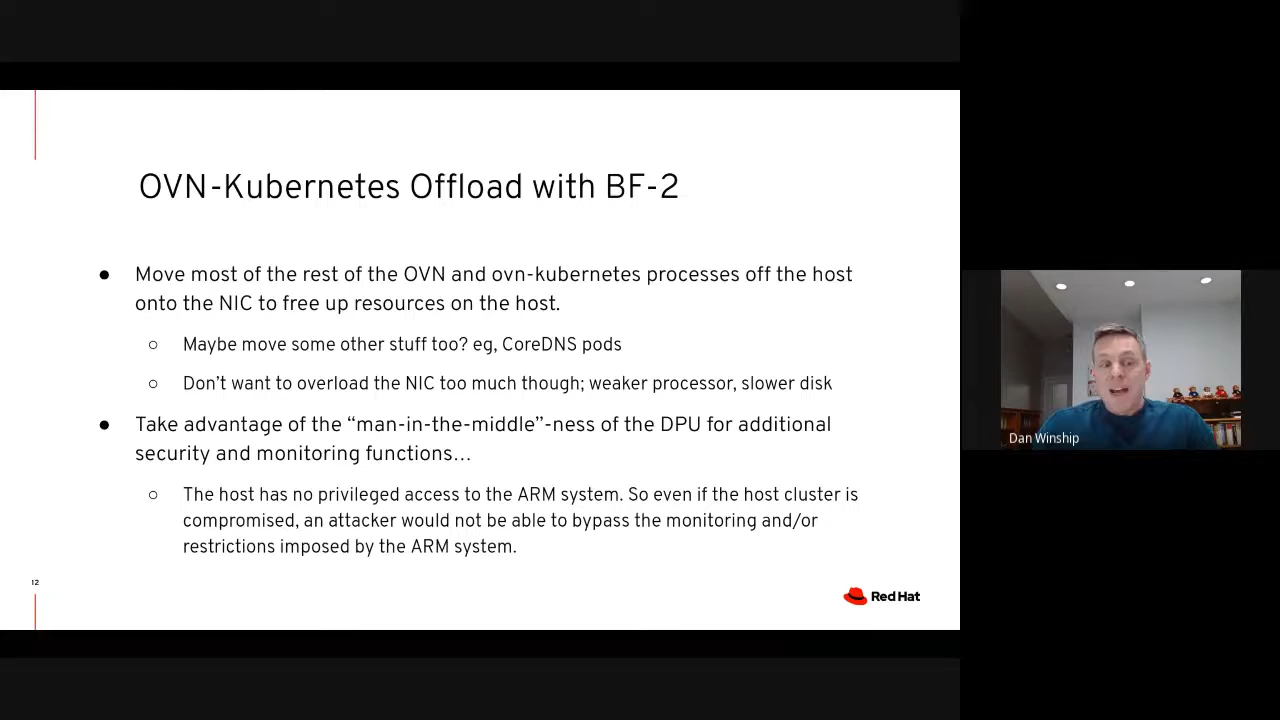 OVN-Kubernetes Offload with BF-2
● Move most of the rest of the OVN and ovn-kubernetes processes off the host
onto the NIC to free up resources on the host.
○ Maybe move some other stuff too? eg, CoreDNS pods
○ Don’t want to overload the NIC too much though; weaker processor, slower disk
● Take advantage of the “man-in-the-middle”-ness of the DPU for additional
security and monitoring functions…
○ The host has no privileged access to the ARM system. So even if the host cluster is
compromised, an attacker would not be able to bypass the monitoring and/or
restrictions imposed by the ARM system.
12
Red Hat
Dan Winship